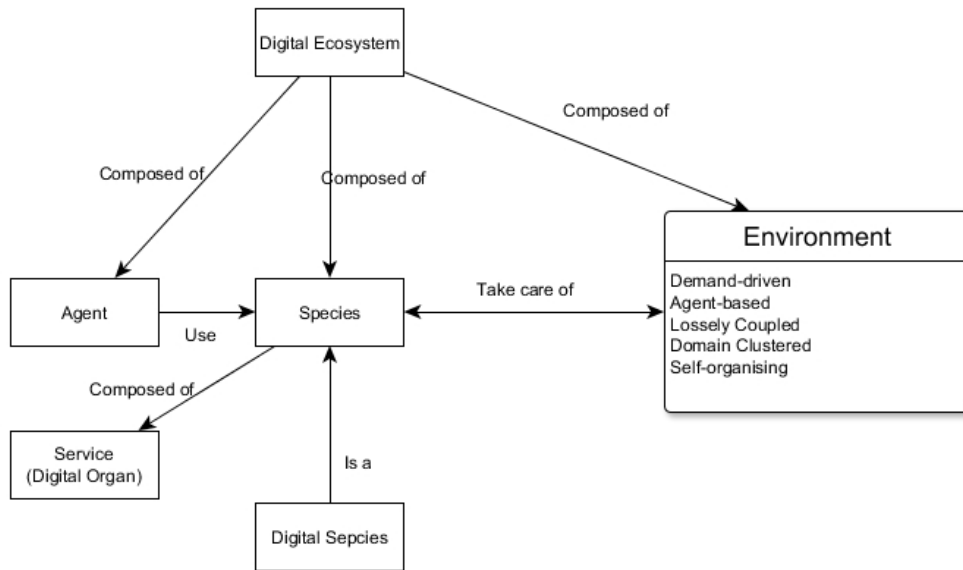 Digital Ecosystem
Composed of
Composed of
Composed of
Environment
Demand-driven
Agent-based
Lossely Coupled
Domain Clustered
Self-organising
Agent
Use
Species
Take care of
Composed of
Service
(Digital Organ)
Is a
Digital Sepcies